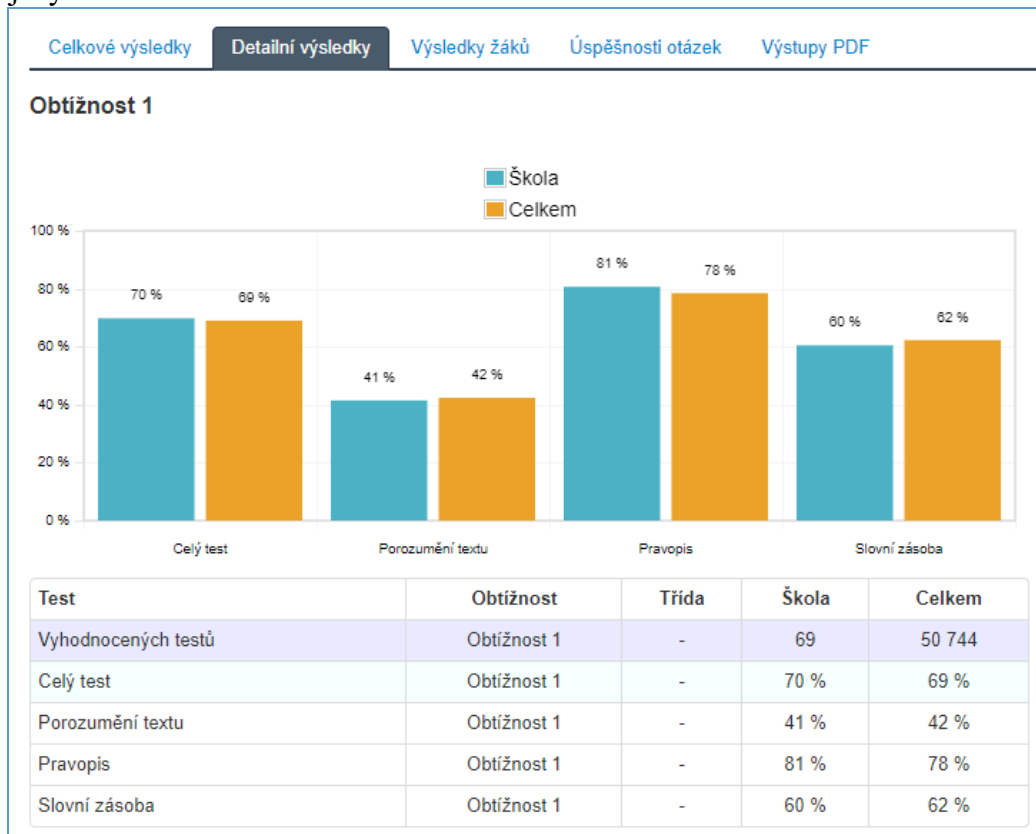 Celkové výsledky Detailní výsledky Výsledky žáků Úspěšnosti otázek Výstupy PDF
Obtížnost 1
Škola
Celkem
100 %
80 %
60 %
40 %
20 %
0 %
70 % 69 % 41 % 42 % 81 % 78 % 60 % 62 %
Celý test Porozumění textu Pravopis Slovní zásoba
Test Obtížnost Třída Škola Celkem
Vyhodnocených testů Obtížnost 1 - 69 50 744
Celý test Obtížnost 1 - 70 % 69 %
Porozumění textu Obtížnost 1 - 41 % 42 %
Pravopis Obtížnost 1 - 81 % 78 %
Slovní zásoba Obtížnost 1 - 60 % 62 %